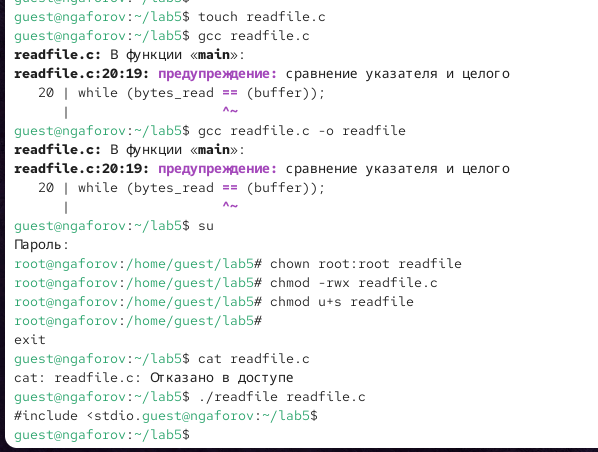 guest@ngaforov:~/lab5$ touch readfile.c
guest@ngaforov:~/lab5$ gcc readfile.c
readfile.c: В функции «main»:
readfile.c:20:19: предупреждение: сравнение указателя и целого
   20 | while (bytes_read == (buffer));
      |                   ^~
guest@ngaforov:~/lab5$ gcc readfile.c -o readfile
readfile.c: В функции «main»:
readfile.c:20:19: предупреждение: сравнение указателя и целого
   20 | while (bytes_read == (buffer));
      |                   ^~
guest@ngaforov:~/lab5$ su
Пароль:
root@ngaforov:/home/guest/lab5# chown root:root readfile
root@ngaforov:/home/guest/lab5# chmod -rwx readfile.c
root@ngaforov:/home/guest/lab5# chmod u+s readfile
root@ngaforov:/home/guest/lab5#
exit
guest@ngaforov:~/lab5$ cat readfile.c
cat: readfile.c: Отказано в доступе
guest@ngaforov:~/lab5$ ./readfile readfile.c
#include <stdio.guest@ngaforov:~/lab5$
guest@ngaforov:~/lab5$